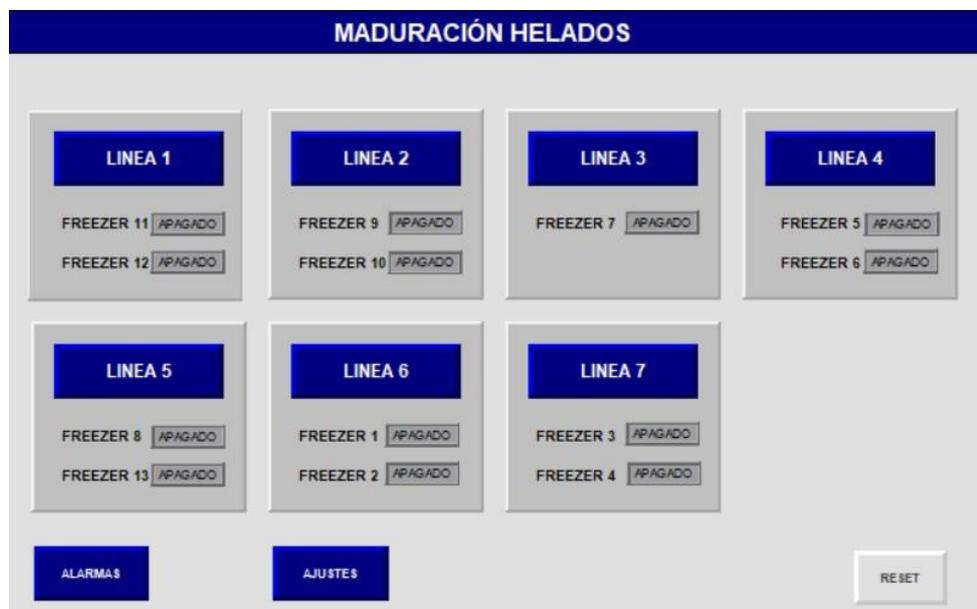 MADURACIÓN HELADOS
LINEA 1
FREEZER 11 APAGADO
FREEZER 12 APAGADO
LINEA 2
FREEZER 9 APAGADO
FREEZER 10 APAGADO
LINEA 3
FREEZER 7 APAGADO
LINEA 4
FREEZER 5 APAGADO
FREEZER 6 APAGADO
LINEA 5
FREEZER 8 APAGADO
FREEZER 13 APAGADO
LINEA 6
FREEZER 1 APAGADO
FREEZER 2 APAGADO
LINEA 7
FREEZER 3 APAGADO
FREEZER 4 APAGADO
ALARMAS
AJUSTES
RESET